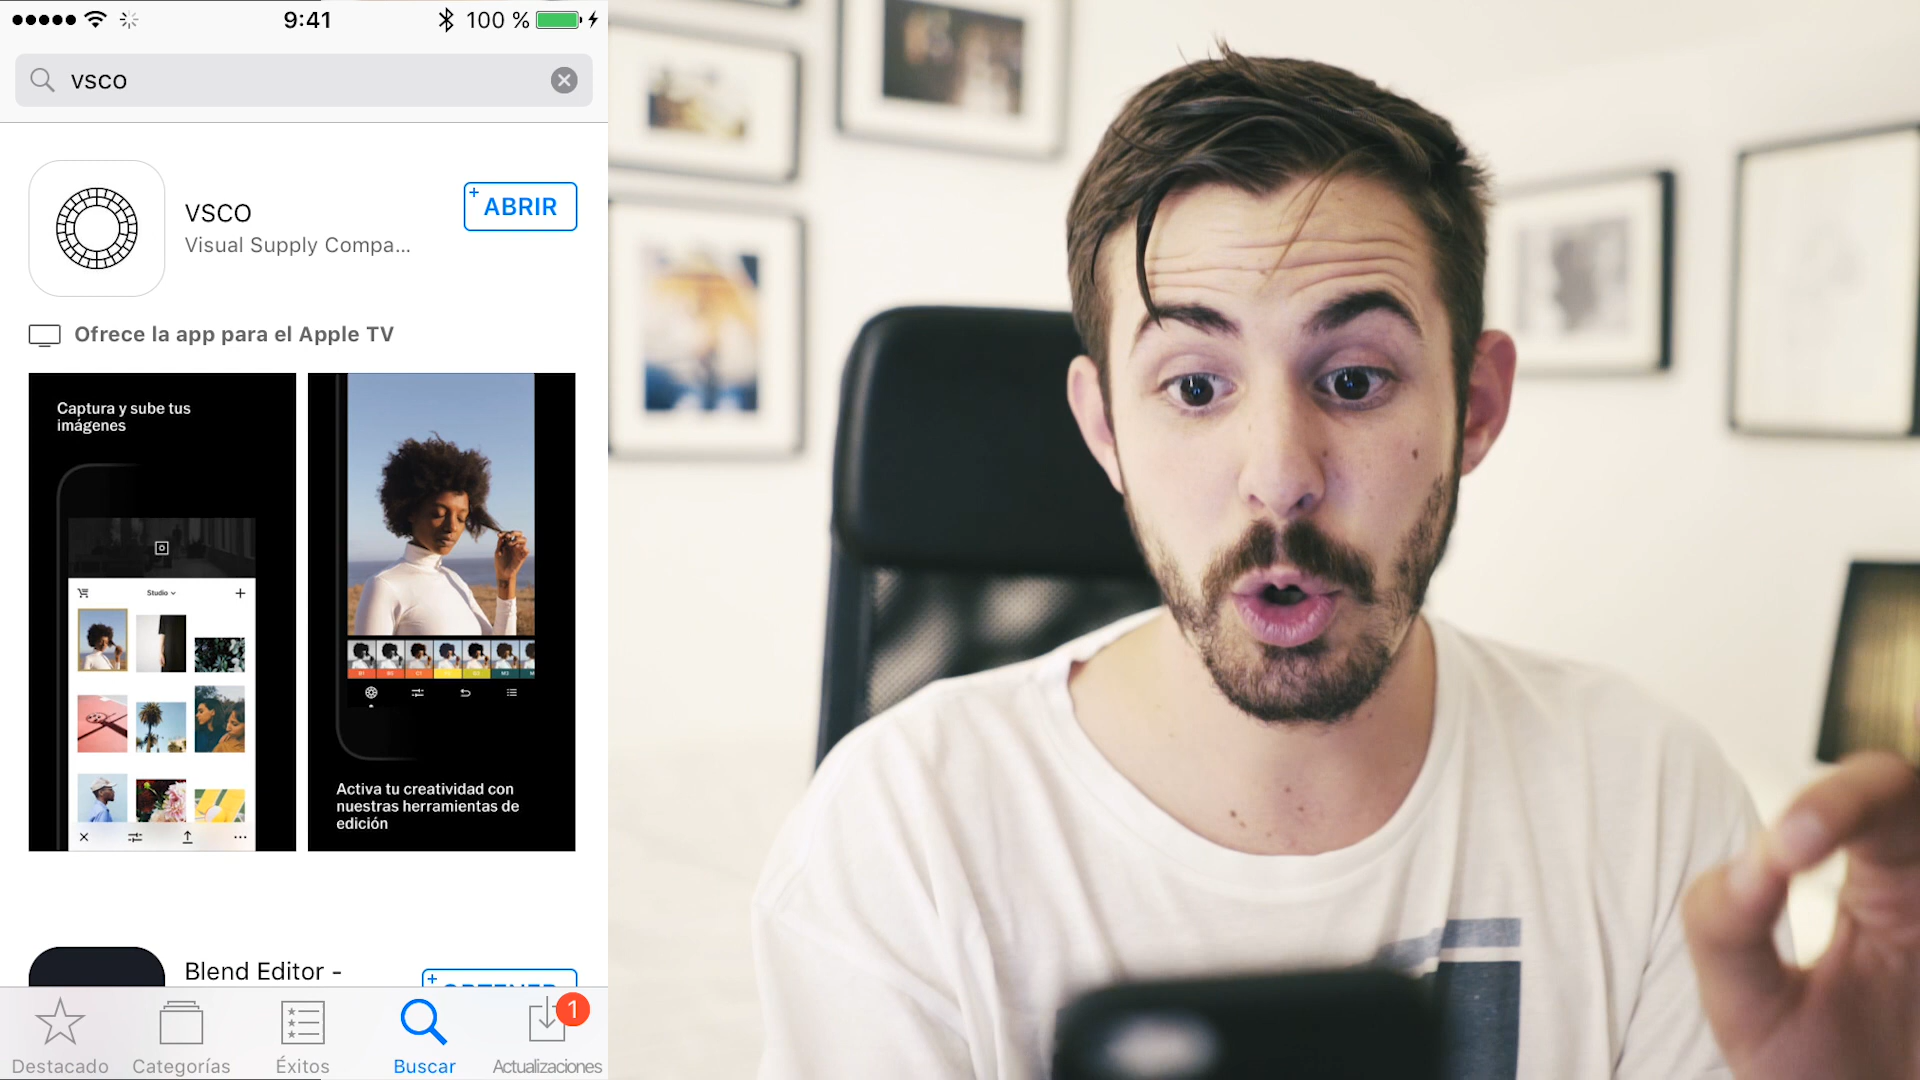 9:41
100 %
vsco
VSCO
Visual Supply Compa...
+ ABRIR
Ofrece la app para el Apple TV
Captura y sube tus
imágenes
Studio
Activa tu creatividad con
nuestras herramientas de
edición
Blend Editor -
+ OBTENER
1
Destacado
Categorías
Éxitos
Buscar
Actualizaciones